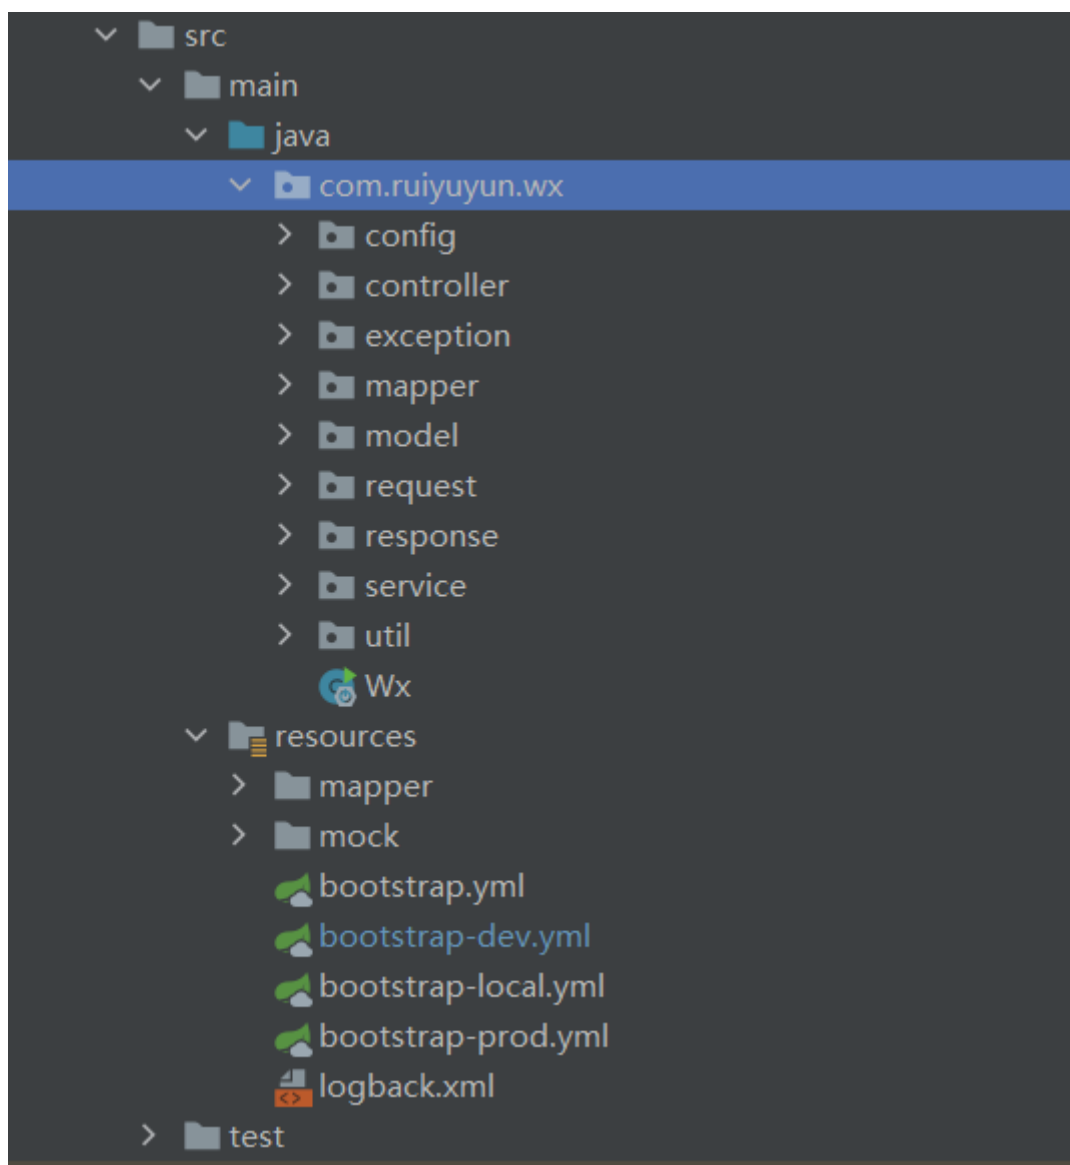 src
main
java
com.ruiyuyun.wx
config
controller
exception
mapper
model
request
response
service
util
Wx
resources
mapper
mock
bootstrap.yml
bootstrap-dev.yml
bootstrap-local.yml
bootstrap-prod.yml
logback.xml
test